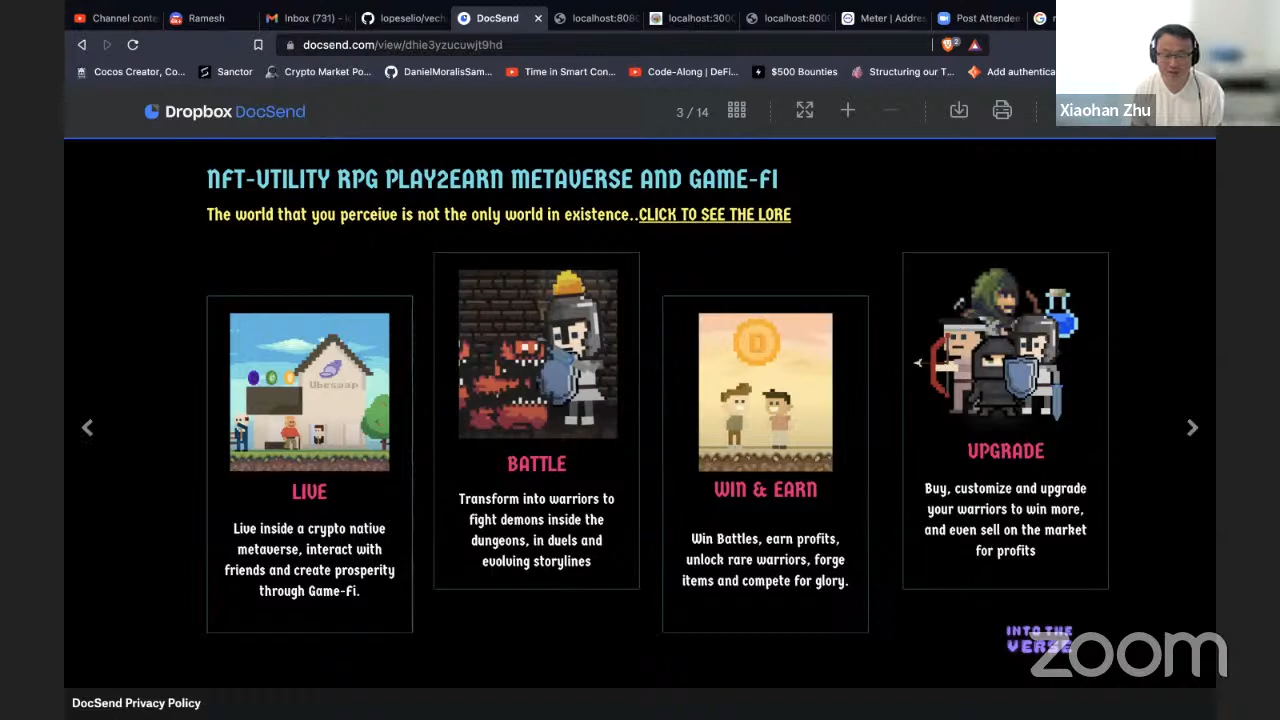 Channel conte
Ramesh
Inbox (731) -
lopeselio/vech
DocSend
localhost:808
localhost:300
localhost:800
Meter | Addres
Post Attendee
docsend.com/view/dhie3yzucuwjt9hd
2
Cocos Creator, Co...
Sanctor
Crypto Market Po...
DanielMoralisSam...
Time in Smart Con...
Code-Along | DeFi...
$500 Bounties
Structuring our T...
Add authentica
Xiaohan Zhu
Dropbox DocSend
3 / 14
NFT-UTILITY RPG PLAY2EARN METAVERSE AND GAME-FI
The world that you perceive is not the only world in existence..CLICK TO SEE THE LORE
Ubeswap
LIVE
Live inside a crypto native
metaverse, interact with
friends and create prosperity
through Game-Fi.
BATTLE
Transform into warriors to
fight demons inside the
dungeons, in duels and
evolving storylines
WIN & EARN
Win Battles, earn profits,
unlock rare warriors, forge
items and compete for glory.
UPGRADE
Buy, customize and upgrade
your warriors to win more,
and even sell on the market
for profits
INTO THE
VERSE
zoom
DocSend Privacy Policy